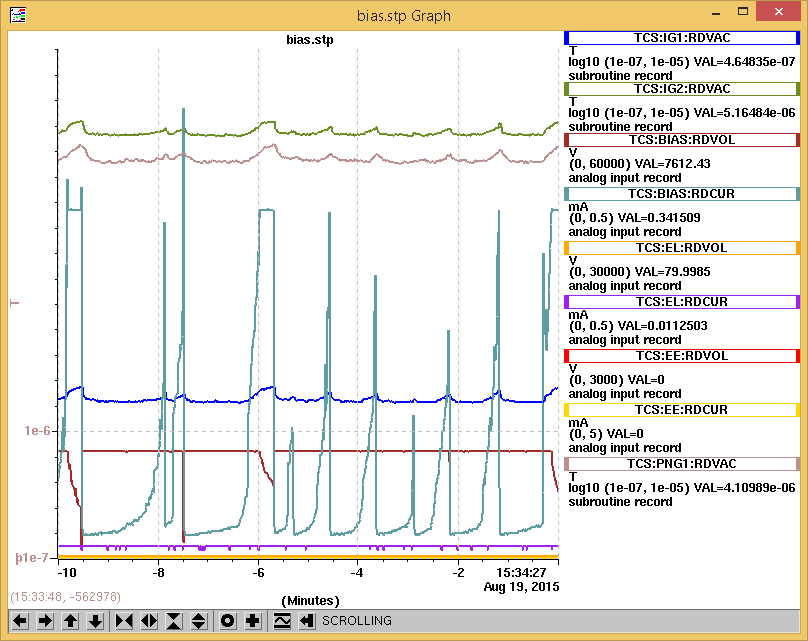 bias.stp Graph
bias.stp
TCS:IG1:RDVAC
T
log10 (1e-07, 1e-05) VAL=4.64835e-07
subroutine record
TCS:IG2:RDVAC
T
log10 (1e-07, 1e-05) VAL=5.16484e-06
subroutine record
TCS:BIAS:RDVOL
V
(0, 60000) VAL=7612.43
analog input record
TCS:BIAS:RDCUR
mA
(0, 0.5) VAL=0.341509
analog input record
TCS:EL:RDVOL
V
(0, 30000) VAL=79.9985
analog input record
TCS:EL:RDCUR
mA
(0, 0.5) VAL=0.0112503
analog input record
TCS:EE:RDVOL
V
(0, 3000) VAL=0
analog input record
TCS:EE:RDCUR
mA
(0, 5) VAL=0
analog input record
TCS:PNG1:RDVAC
T
log10 (1e-07, 1e-05) VAL=4.10989e-06
subroutine record
T
1e-6
1e-7
-10 -8 -6 -4 -2 15:34:27
Aug 19, 2015
(15:33:48, -562978)
(Minutes)
SCROLLING